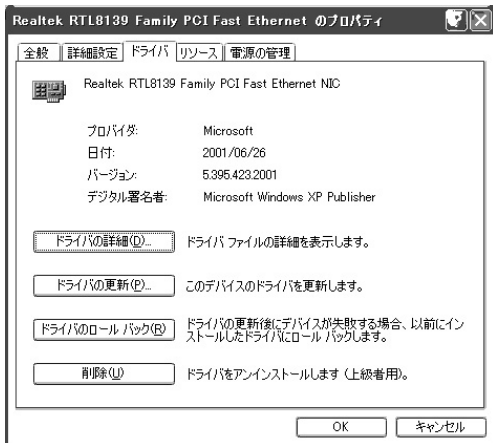 Realtek RTL8139 Family PCI Fast Ethernet のプロパティ
全般 詳細設定 ドライバ リソース 電源の管理
Realtek RTL8139 Family PCI Fast Ethernet NIC
プロバイダ: Microsoft
日付: 2001/06/26
バージョン: 5.395.423.2001
デジタル署名者: Microsoft Windows XP Publisher
ドライバの詳細(D)... ドライバ ファイルの詳細を表示します。
ドライバの更新(P)... このデバイスのドライバを更新します。
ドライバのロール バック(R) ドライバの更新後にデバイスが失敗する場合、以前にイン
ストールしたドライバにロール バックします。
削除(U) ドライバをアンインストールします (上級者用)。
OK キャンセル